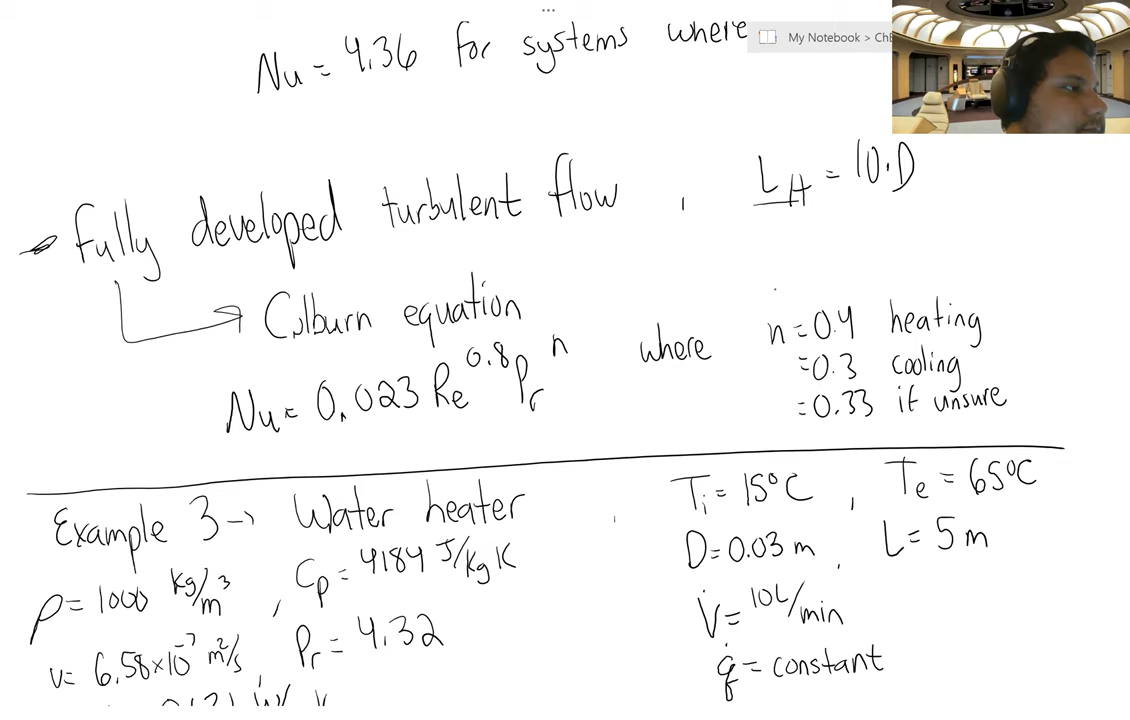 ...
Nu = 4.36 for systems where
My Notebook > ChE
• Fully developed turbulent flow , L_H = 10·D
Colburn equation
Nu = 0.023 Re^0.8 Pr^n where n = 0.4 heating
= 0.3 cooling
= 0.33 if unsure
Example 3 → Water heater
T_i = 15°C , T_e = 65°C
ρ = 1000 kg/m³ , Cp = 4184 J/kg K
D = 0.03 m , L = 5 m
ν = 6.58×10⁻⁷ m²/s Pr = 4.32
V̇ = 10L/min
q̇ = constant